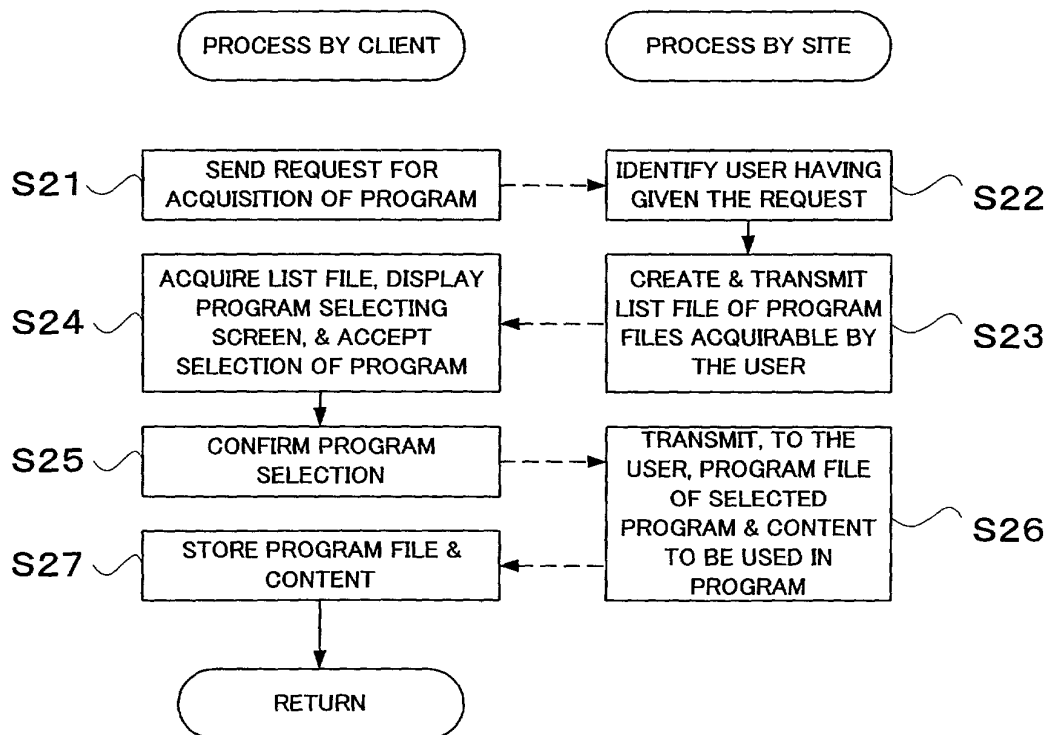 PROCESS BY CLIENT
PROCESS BY SITE
S21
SEND REQUEST FOR
ACQUISITION OF PROGRAM
IDENTIFY USER HAVING
GIVEN THE REQUEST
S22
S24
ACQUIRE LIST FILE, DISPLAY
PROGRAM SELECTING
SCREEN, & ACCEPT
SELECTION OF PROGRAM
CREATE & TRANSMIT
LIST FILE OF PROGRAM
FILES ACQUIRABLE BY
THE USER
S23
S25
CONFIRM PROGRAM
SELECTION
TRANSMIT, TO THE
USER, PROGRAM FILE
OF SELECTED
PROGRAM & CONTENT
TO BE USED IN
PROGRAM
S26
S27
STORE PROGRAM FILE &
CONTENT
RETURN